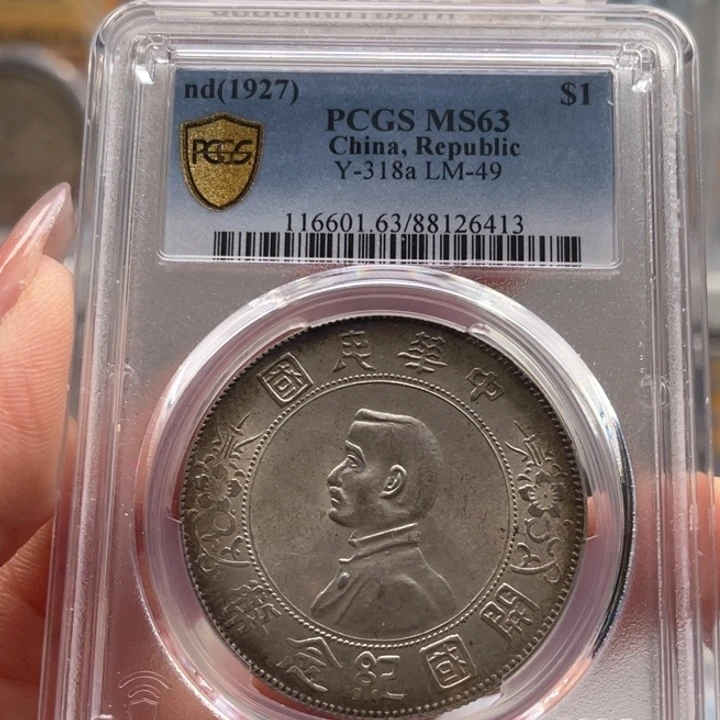 nd(1927)
$1
PCGS MS63
China, Republic
Y-318a LM-49
PCGS
116601.63/88126413
中華民國
開國紀念幣